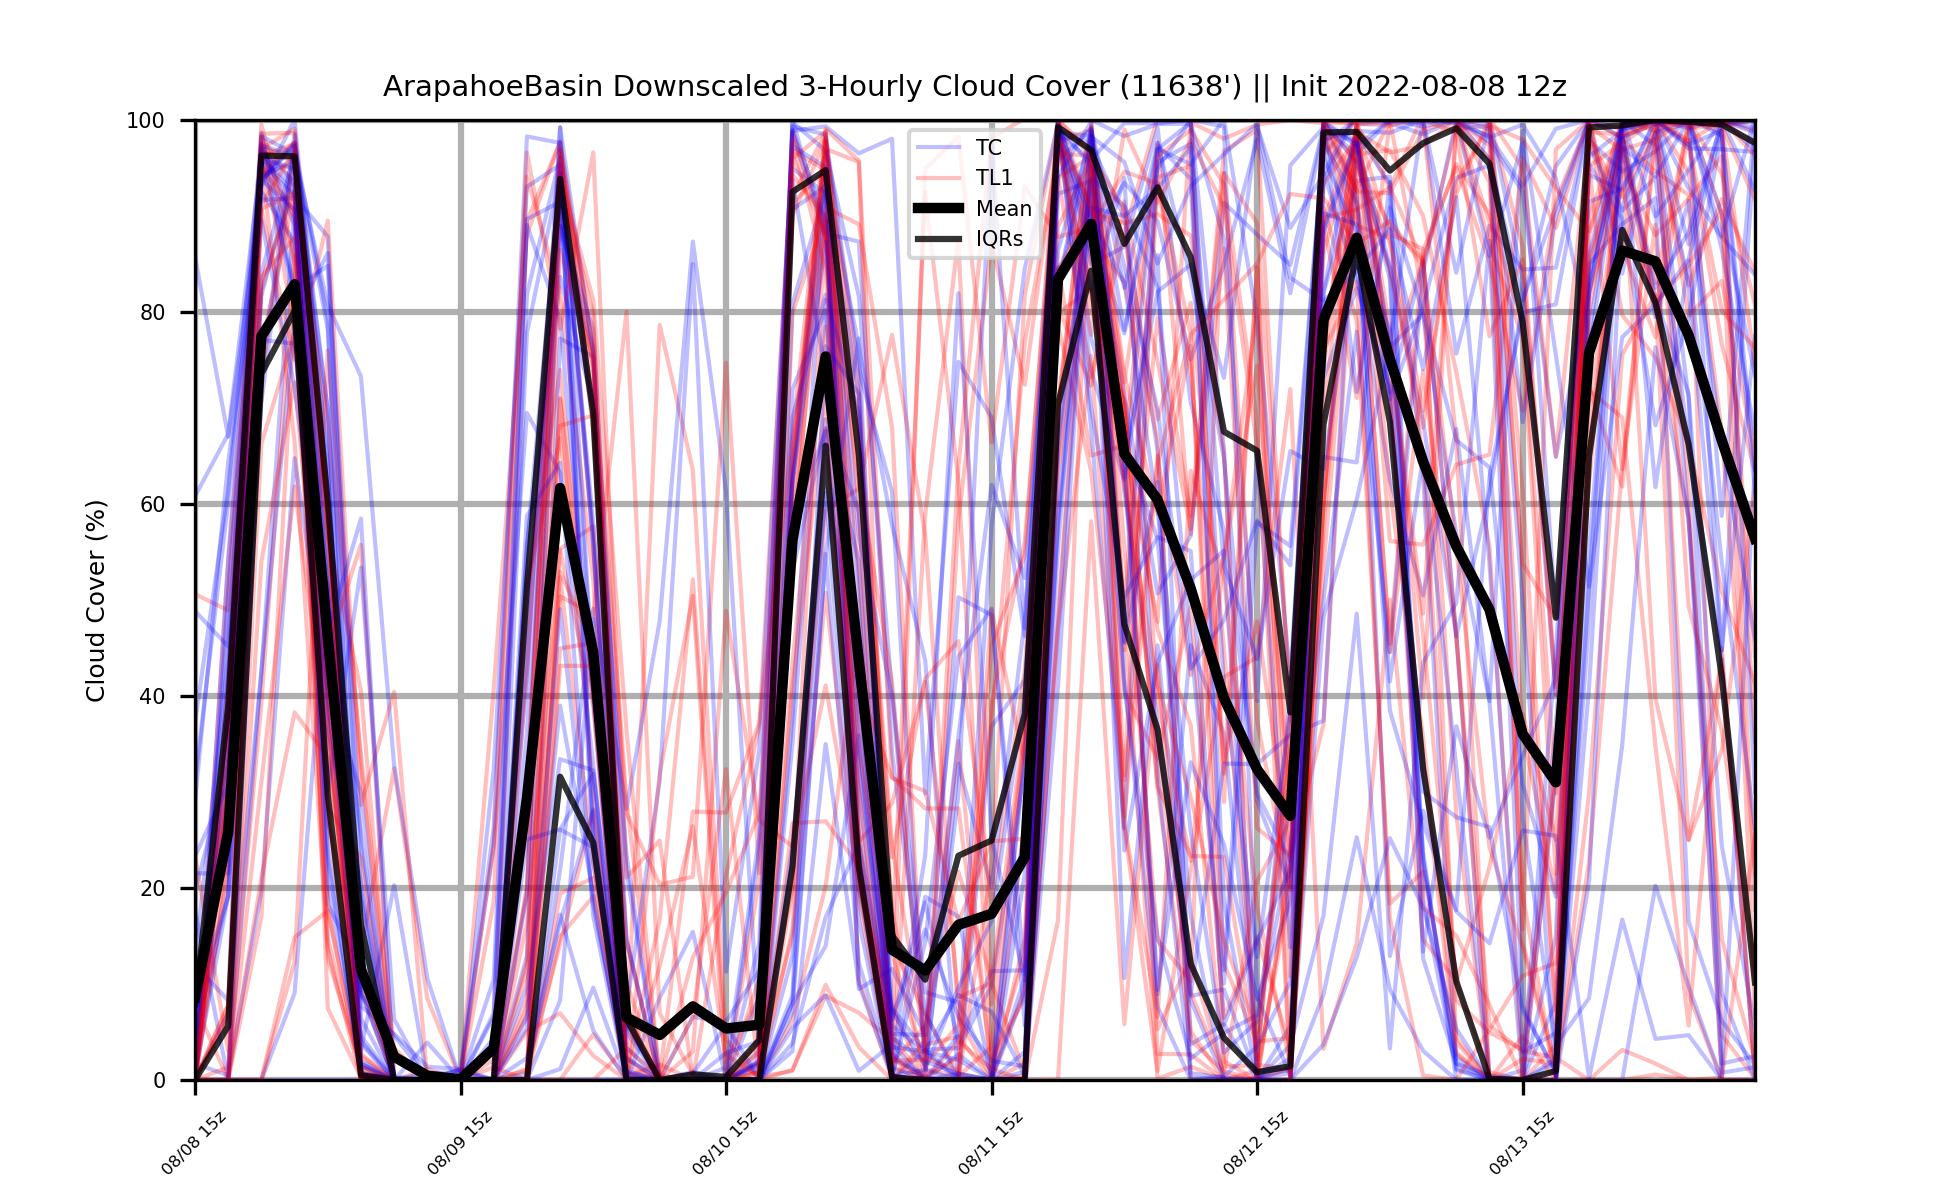 ArapahoeBasin Downscaled 3-Hourly Cloud Cover (11638') || Init 2022-08-08 12z
Cloud Cover (%)
100
80
60
40
20
0
TC
TL1
Mean
IQRs
08/08 15z
08/09 15z
08/10 15z
08/11 15z
08/12 15z
08/13 15z